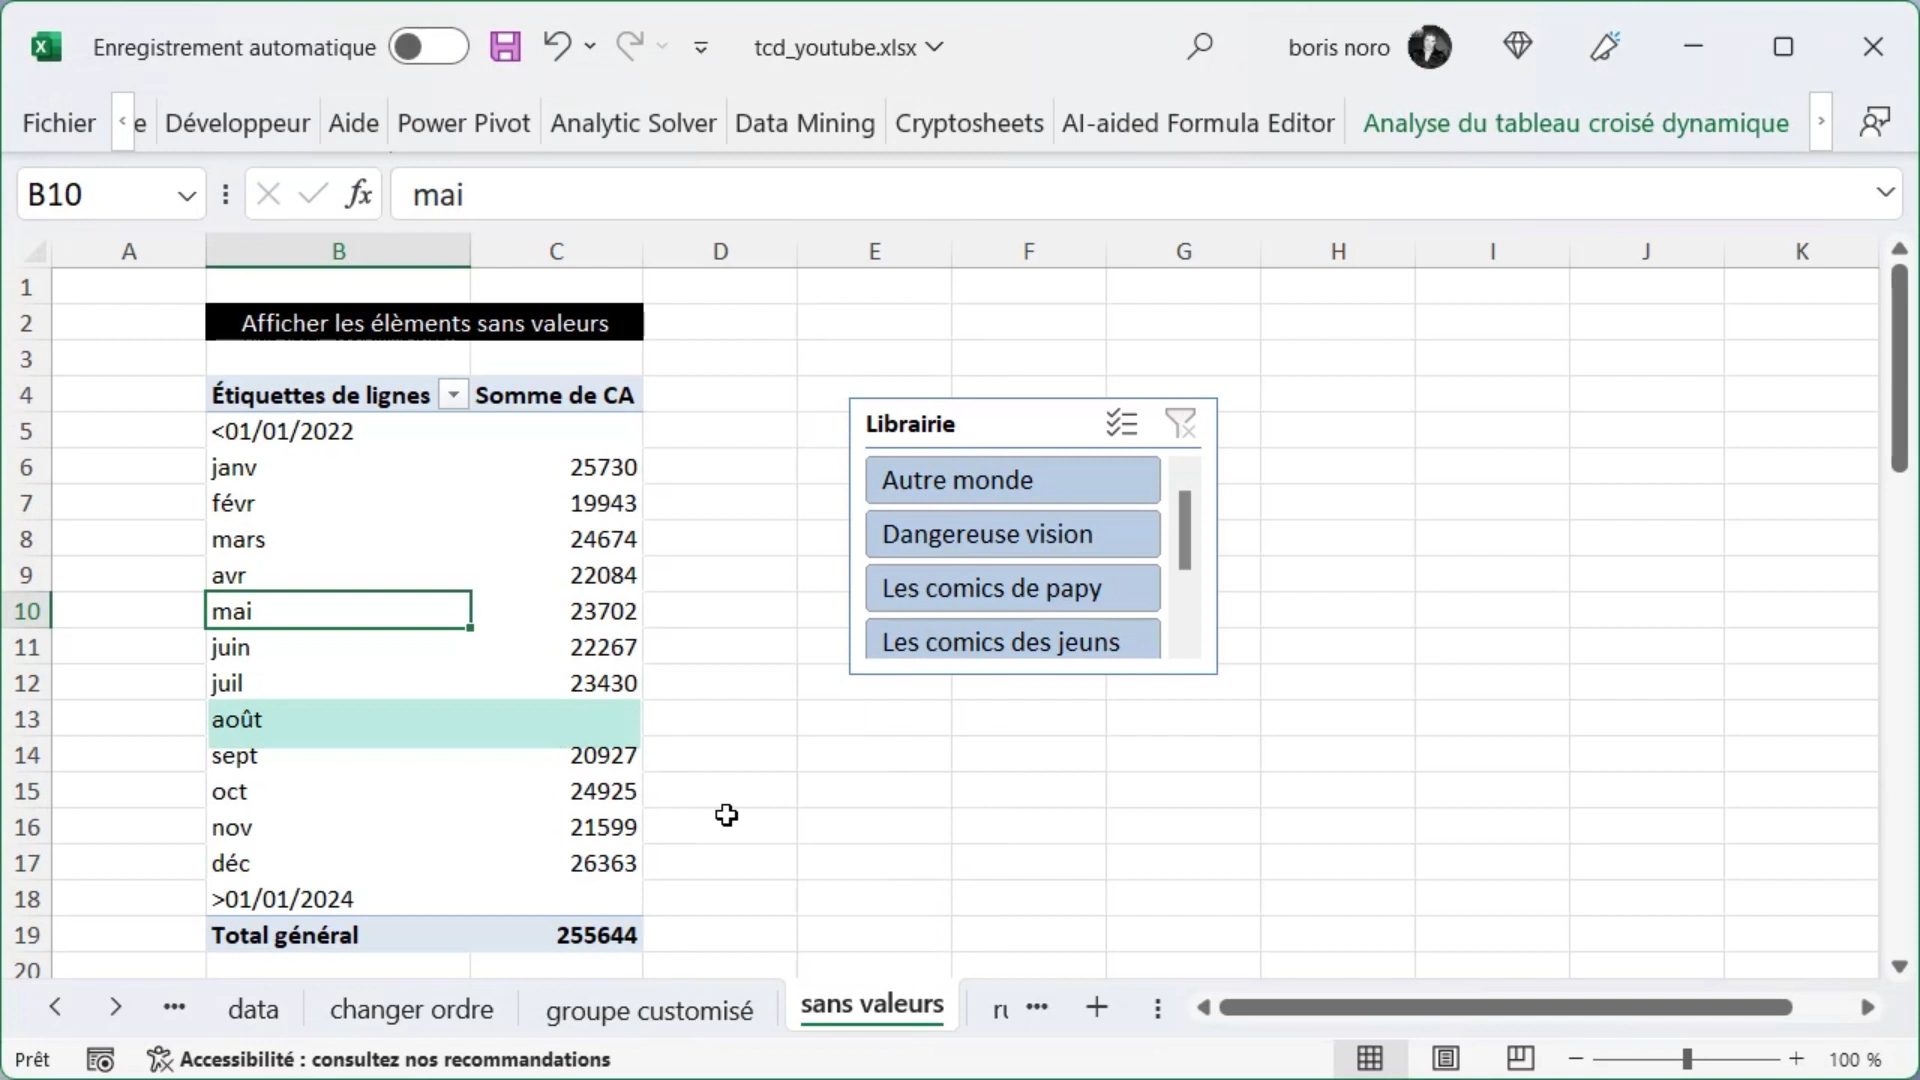 Enregistrement automatique tcd_youtube.xlsx boris noro
Fichier e Développeur Aide Power Pivot Analytic Solver Data Mining Cryptosheets AI-aided Formula Editor Analyse du tableau croisé dynamique
B10 fx mai
A B C D E F G H I J K
1
2 Afficher les élèments sans valeurs
3
4 Étiquettes de lignes Somme de CA
5 <01/01/2022
6 janv 25730
7 févr 19943
8 mars 24674
9 avr 22084
10 mai 23702
11 juin 22267
12 juil 23430
13 août
14 sept 20927
15 oct 24925
16 nov 21599
17 déc 26363
18 >01/01/2024
19 Total général 255644
20
Librairie
Autre monde
Dangereuse vision
Les comics de papy
Les comics des jeuns
data changer ordre groupe customisé sans valeurs
Prêt Accessibilité : consultez nos recommandations 100 %